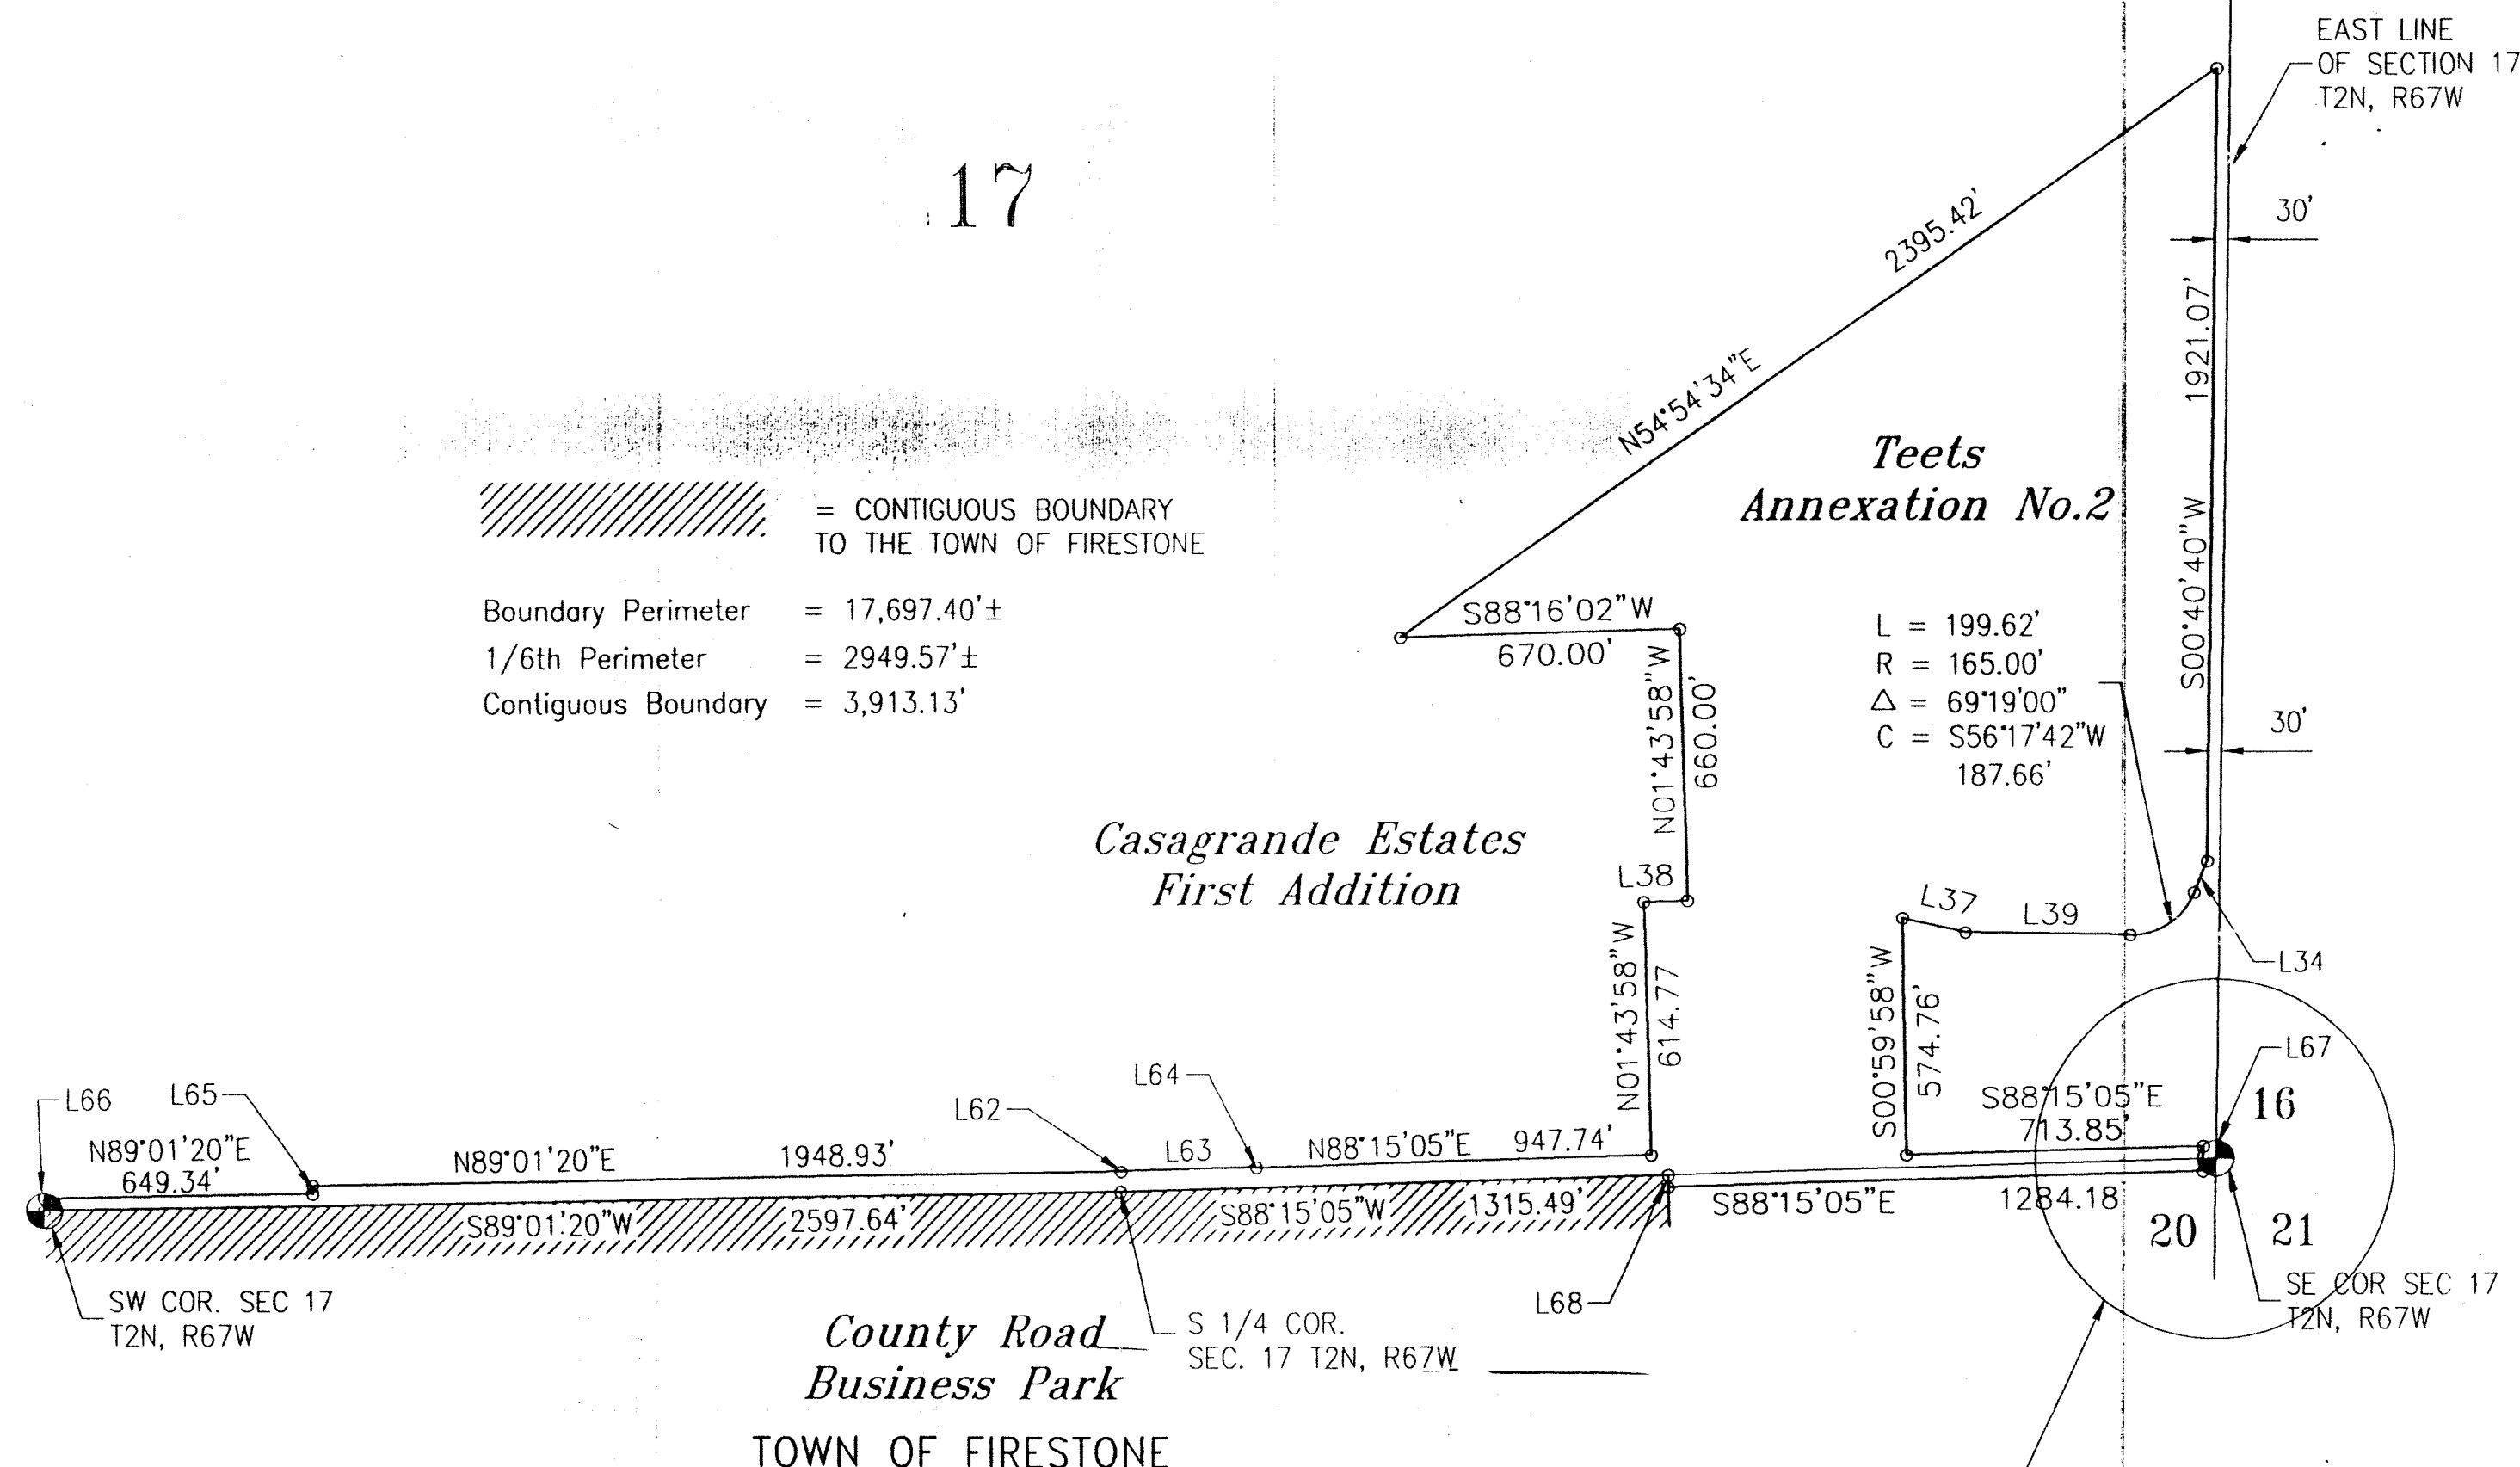 EAST LINE
OF SECTION 17
T2N, R67W
17
30'
2395.42'
N54°54'34"E
1921.07'
S00°40'40"W
Teets
Annexation No.2
= CONTIGUOUS BOUNDARY
TO THE TOWN OF FIRESTONE
Boundary Perimeter = 17,697.40'±
1/6th Perimeter = 2949.57'±
Contiguous Boundary = 3,913.13'
S88°16'02"W
670.00'
N01°43'58"W
660.00'
L = 199.62'
R = 165.00'
Δ = 69°19'00"
C = S56°17'42"W
187.66'
30'
Casagrande Estates
First Addition
L38
L37
L39
L34
N01°43'58"W
614.77
S00°59'58"W
574.76'
L67
16
S88°15'05"E
713.85'
L66
L65
L62
L64
L63
N89°01'20"E
649.34'
N89°01'20"E 1948.93'
N88°15'05"E 947.74'
S89°01'20"W 2597.64'
S88°15'05"W 1315.49'
S88°15'05"E 1284.18
20
21
SW COR. SEC 17
T2N, R67W
S 1/4 COR.
SEC. 17 T2N, R67W
L68
SE COR SEC 17
T2N, R67W
County Road
Business Park
TOWN OF FIRESTONE